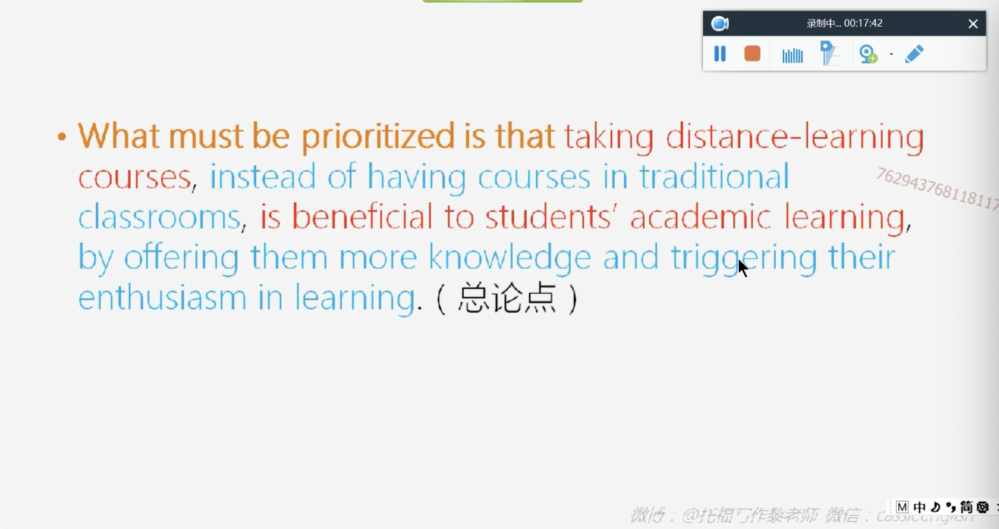 录制中... 00:17:42
• What must be prioritized is that taking distance-learning
courses, instead of having courses in traditional
classrooms, is beneficial to students’ academic learning,
by offering them more knowledge and triggering their
enthusiasm in learning. ( 总论点 )
762943768118117
M 中 简
微博：@托福写作黎老师 微信：